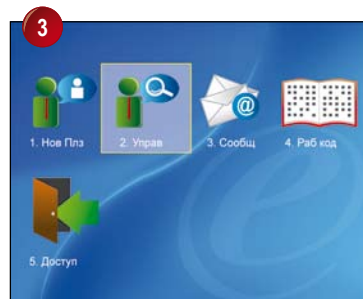 3
1. Нов Плз
2. Управ
3. Сообщ
4. Раб код
5. Доступ